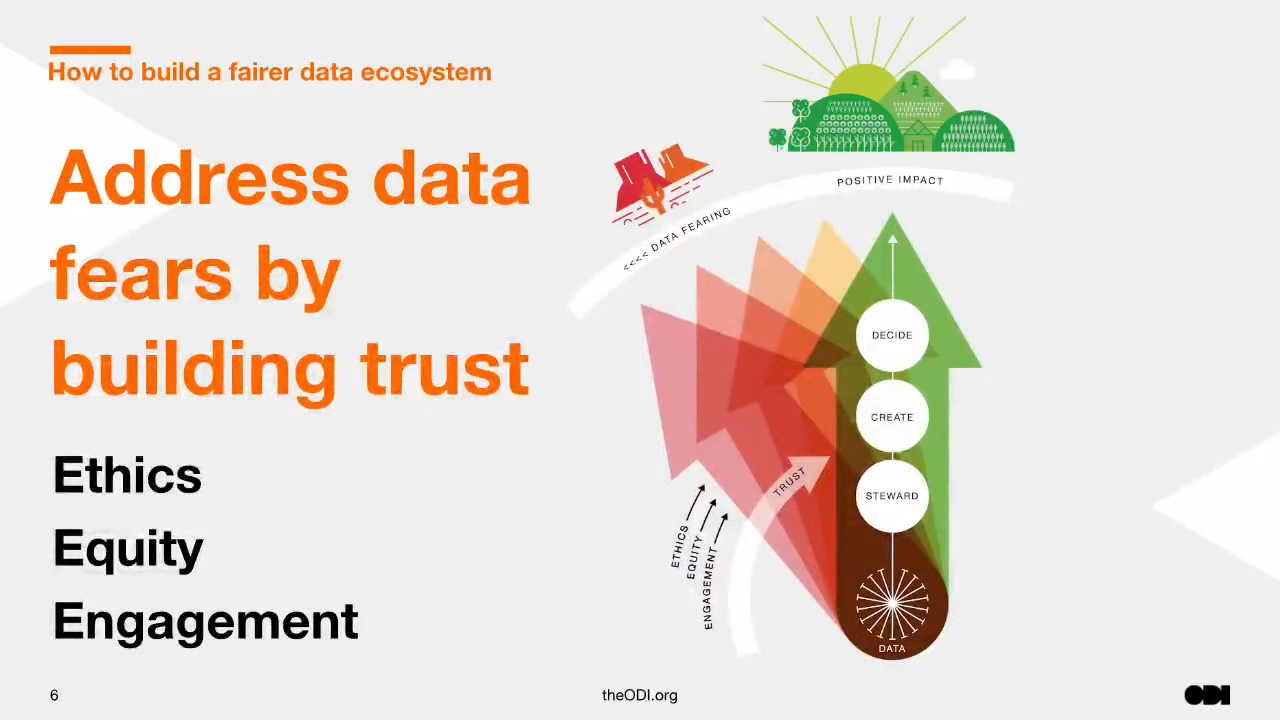 How to build a fairer data ecosystem
Address data
fears by
building trust
Ethics
Equity
Engagement
POSITIVE IMPACT
<<<< DATA FEARING
DECIDE
CREATE
STEWARD
TRUST
ETHICS
EQUITY
ENGAGEMENT
DATA
6
theODI.org
ODI